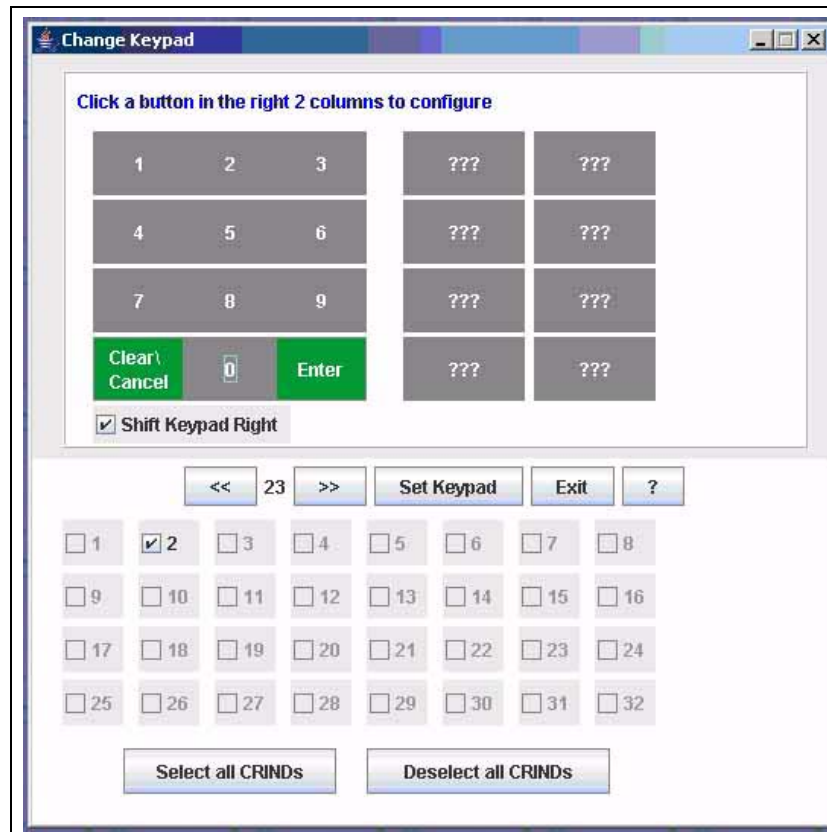 Change Keypad
Click a button in the right 2 columns to configure
1 2 3 ??? ???
4 5 6 ??? ???
7 8 9 ??? ???
Clear\ Cancel 0 Enter ??? ???
Shift Keypad Right
<< 23 >> Set Keypad Exit ?
1 2 3 4 5 6 7 8
9 10 11 12 13 14 15 16
17 18 19 20 21 22 23 24
25 26 27 28 29 30 31 32
Select all CRINDs Deselect all CRINDs